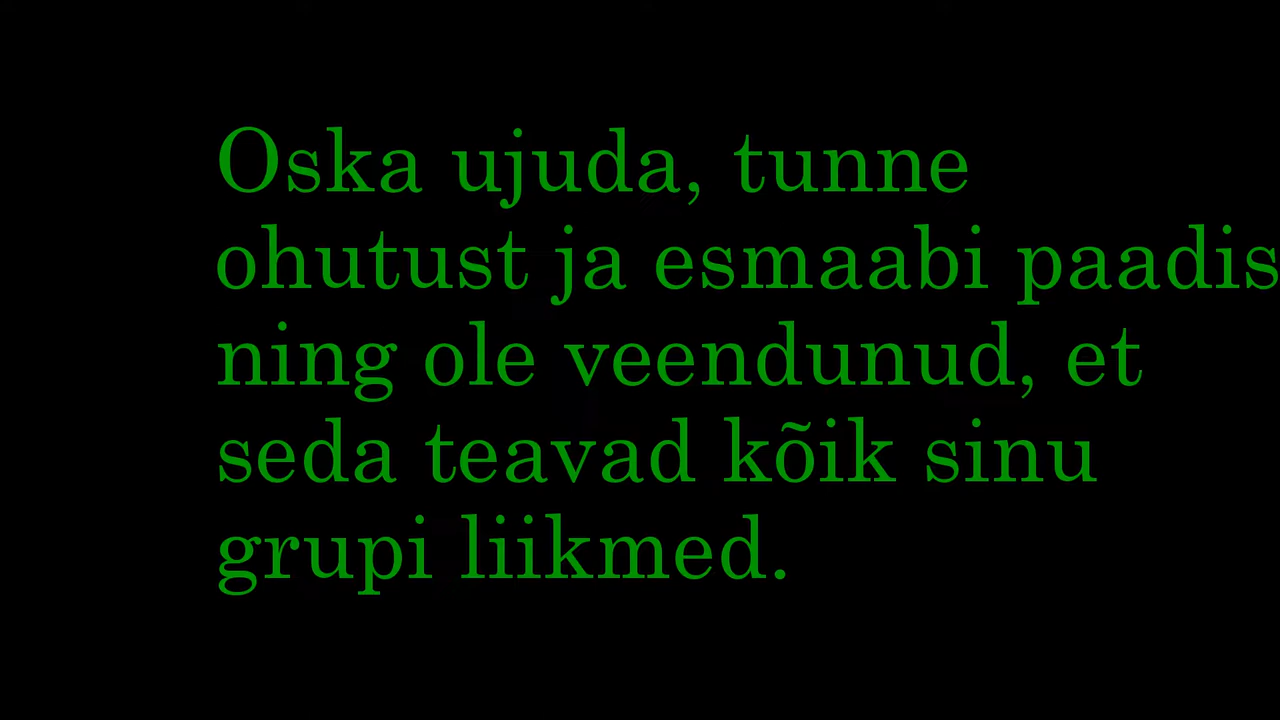 Oska ujuda, tunne
ohutust ja esmaabi paadis
ning ole veendunud, et
seda teavad kõik sinu
grupi liikmed.